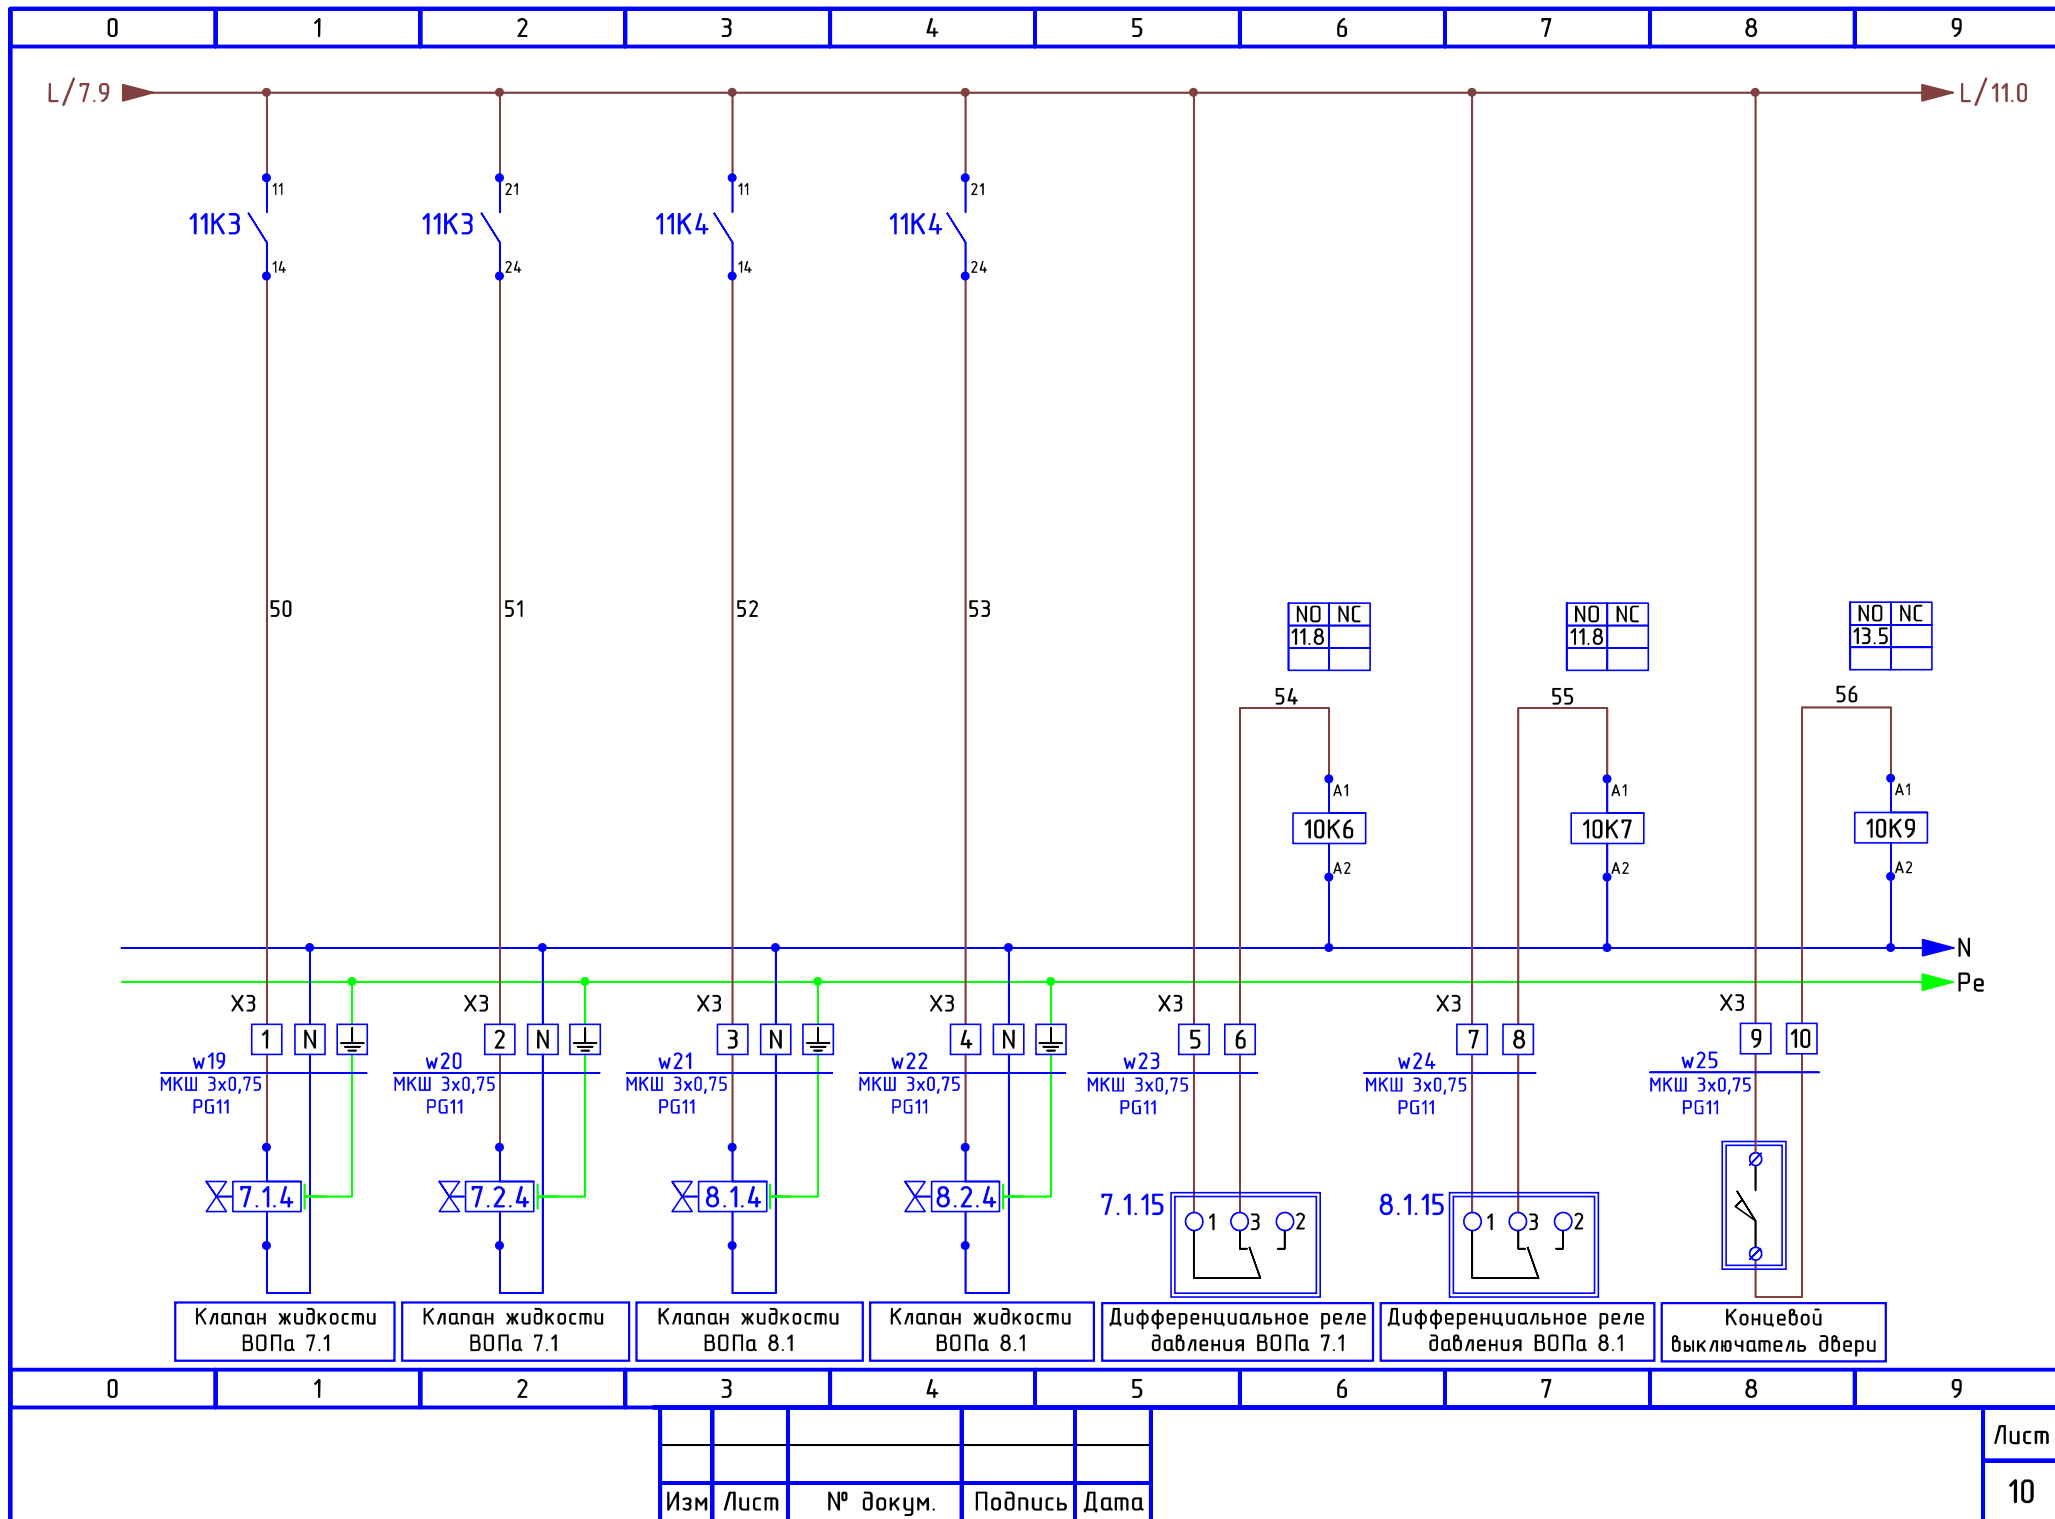 0 1 2 3 4 5 6 7 8 9
L/7.9 L/11.0
11 21 11 21
11К3 11К3 11К4 11К4
14 24 14 24
50 51 52 53
NO NC NO NC NO NC
11.8 11.8 13.5
54 55 56
A1 A1 A1
10К6 10К7 10К9
A2 A2 A2
N
Pe
X3 X3 X3 X3 X3 X3 X3
1 N 2 N 3 N 4 N 5 6 7 8 9 10
w19 w20 w21 w22 w23 w24 w25
МКШ 3х0,75 МКШ 3х0,75 МКШ 3х0,75 МКШ 3х0,75 МКШ 3х0,75 МКШ 3х0,75 МКШ 3х0,75
PG11 PG11 PG11 PG11 PG11 PG11 PG11
7.1.4 7.2.4 8.1.4 8.2.4 7.1.15 8.1.15
1 3 2 1 3 2
Клапан жидкости
ВОПа 7.1
Клапан жидкости
ВОПа 7.1
Клапан жидкости
ВОПа 8.1
Клапан жидкости
ВОПа 8.1
Дифференциальное реле
давления ВОПа 7.1
Дифференциальное реле
давления ВОПа 8.1
Концевой
выключатель двери
0 1 2 3 4 5 6 7 8 9
Изм Лист № докум. Подпись Дата
Лист
10